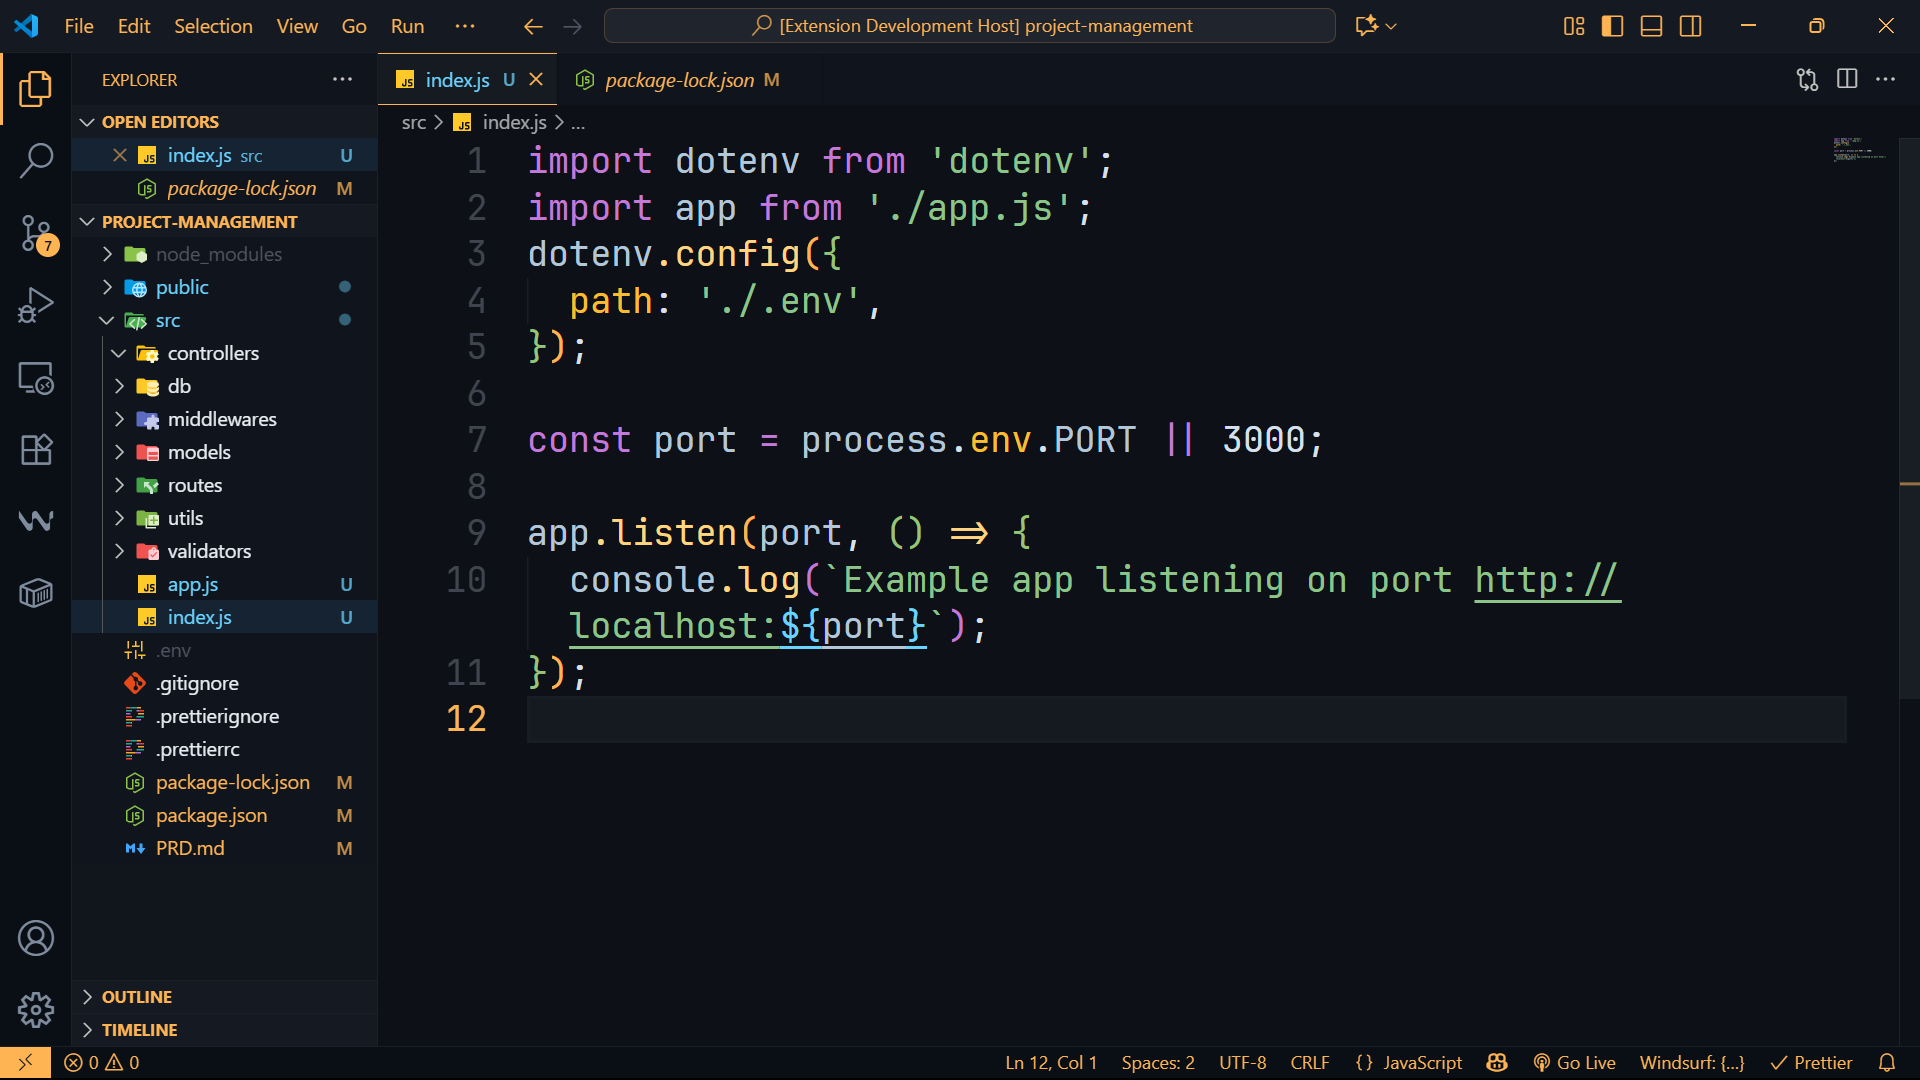 File Edit Selection View Go Run ··· [Extension Development Host] project-management
EXPLORER
OPEN EDITORS
index.js src U
package-lock.json M
PROJECT-MANAGEMENT
node_modules
public
src
controllers
db
middlewares
models
routes
utils
validators
app.js U
index.js U
.env
.gitignore
.prettierignore
.prettierrc
package-lock.json M
package.json M
PRD.md M
OUTLINE
TIMELINE
7
index.js U package-lock.json M
src > index.js > ...
1 import dotenv from 'dotenv';
2 import app from './app.js';
3 dotenv.config({
4 path: './.env',
5 });
6
7 const port = process.env.PORT || 3000;
8
9 app.listen(port, () => {
10 console.log(`Example app listening on port http://
localhost:${port}`);
11 });
12
0 0 Ln 12, Col 1 Spaces: 2 UTF-8 CRLF {} JavaScript Go Live Windsurf: {...} Prettier